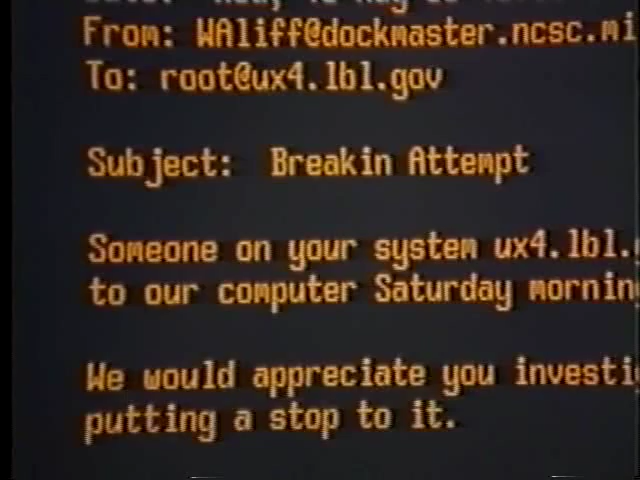 From: WAliff@dockmaster.ncsc.mi
To: root@ux4.lbl.gov
Subject: Breakin Attempt
Someone on your system ux4.lbl.
to our computer Saturday mornin
We would appreciate you investi
putting a stop to it.